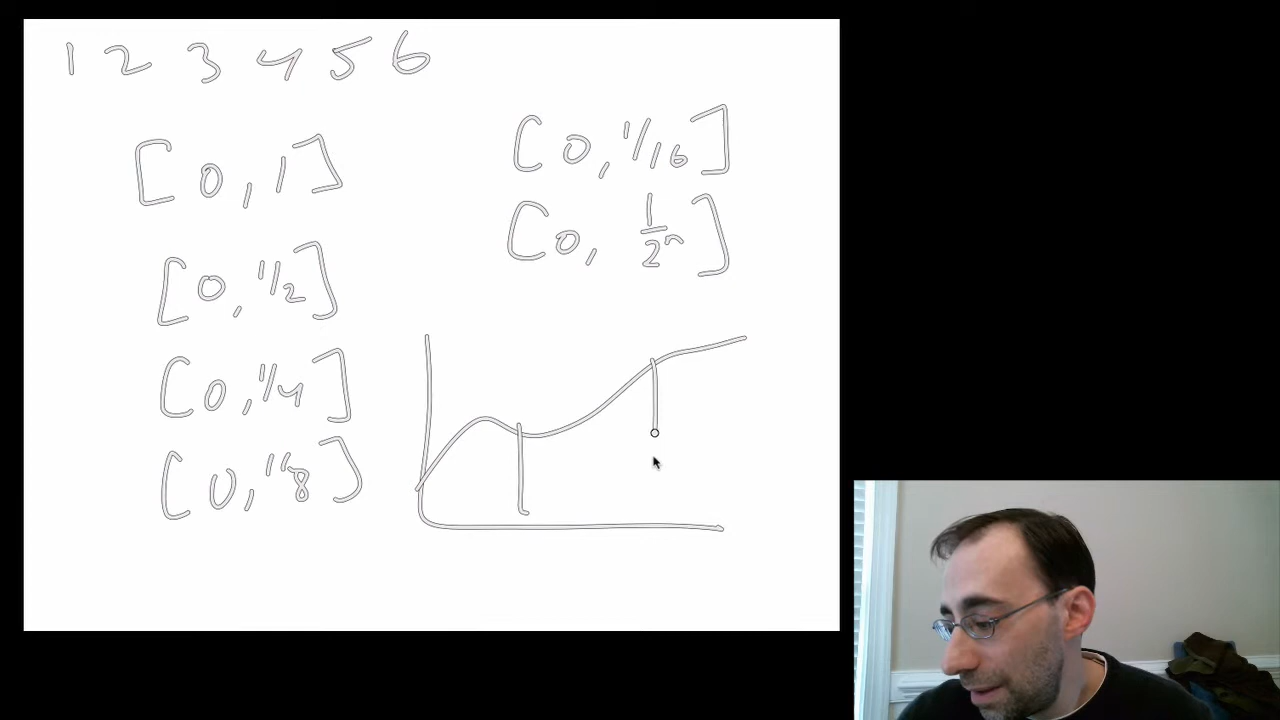 1 2 3 4 5 6
[0, 1]
[0, 1/2]
[0, 1/4]
[0, 1/8]
[0, 1/16]
[0, 1/2ⁿ]